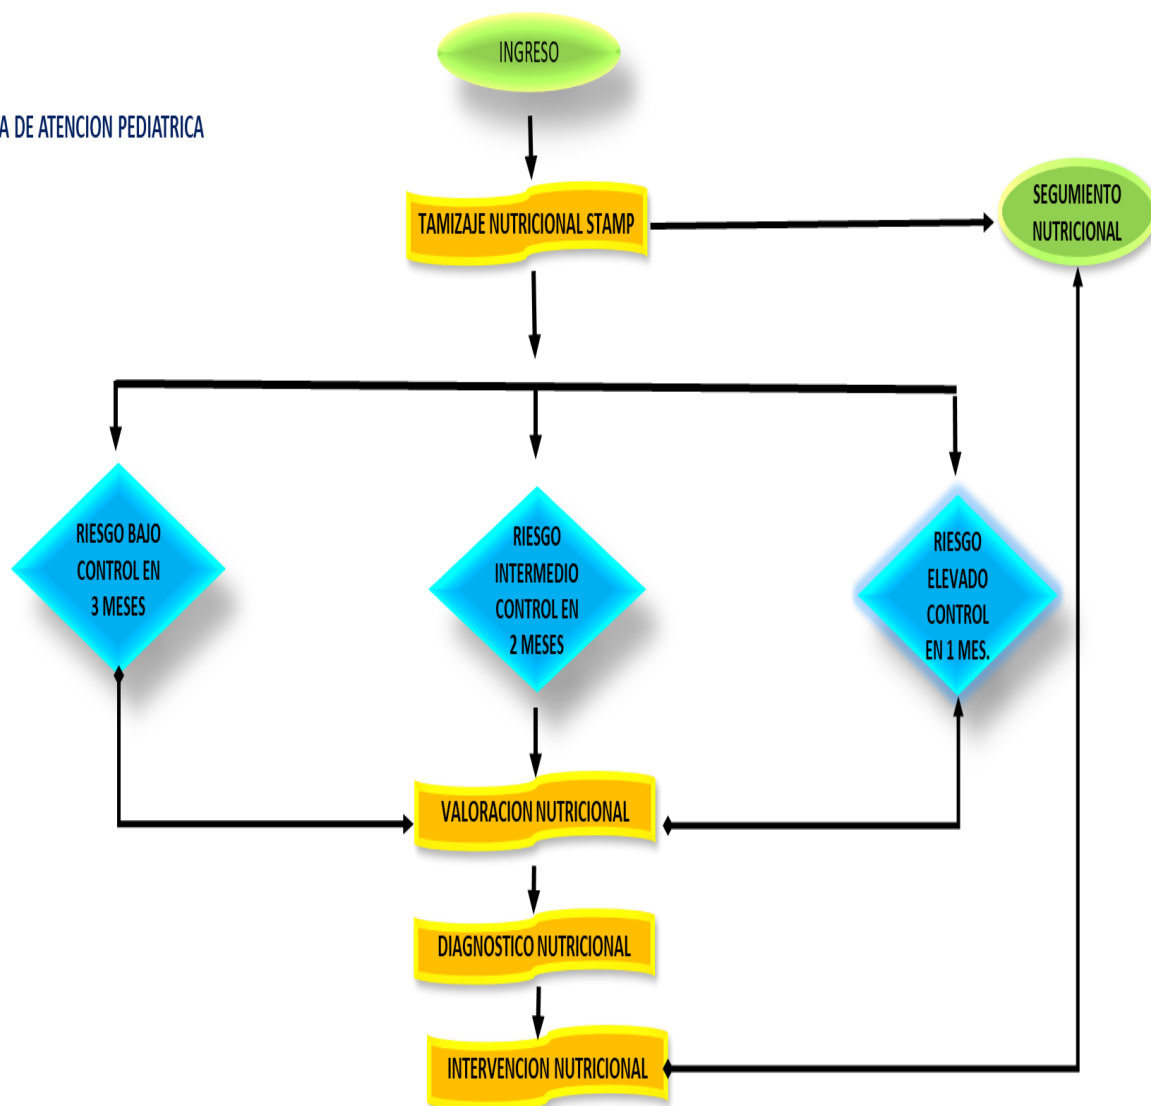 INGRESO
A DE ATENCION PEDIATRICA
TAMIZAJE NUTRICIONAL STAMP
SEGUMIENTO
NUTRICIONAL
RIESGO BAJO
CONTROL EN
3 MESES
RIESGO
INTERMEDIO
CONTROL EN
2 MESES
RIESGO
ELEVADO
CONTROL
EN 1 MES.
VALORACION NUTRICIONAL
DIAGNOSTICO NUTRICIONAL
INTERVENCION NUTRICIONAL